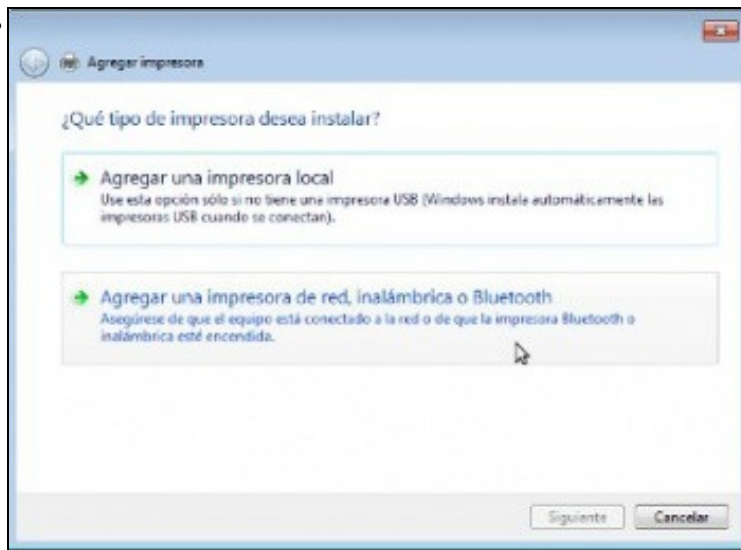 Agregar impresora
¿Qué tipo de impresora desea instalar?
Agregar una impresora local
Use esta opción sólo si no tiene una impresora USB (Windows instala automáticamente las
impresoras USB cuando se conectan).
Agregar una impresora de red, inalámbrica o Bluetooth
Asegúrese de que el equipo está conectado a la red o de que la impresora Bluetooth o
inalámbrica esté encendida.
Siguiente
Cancelar